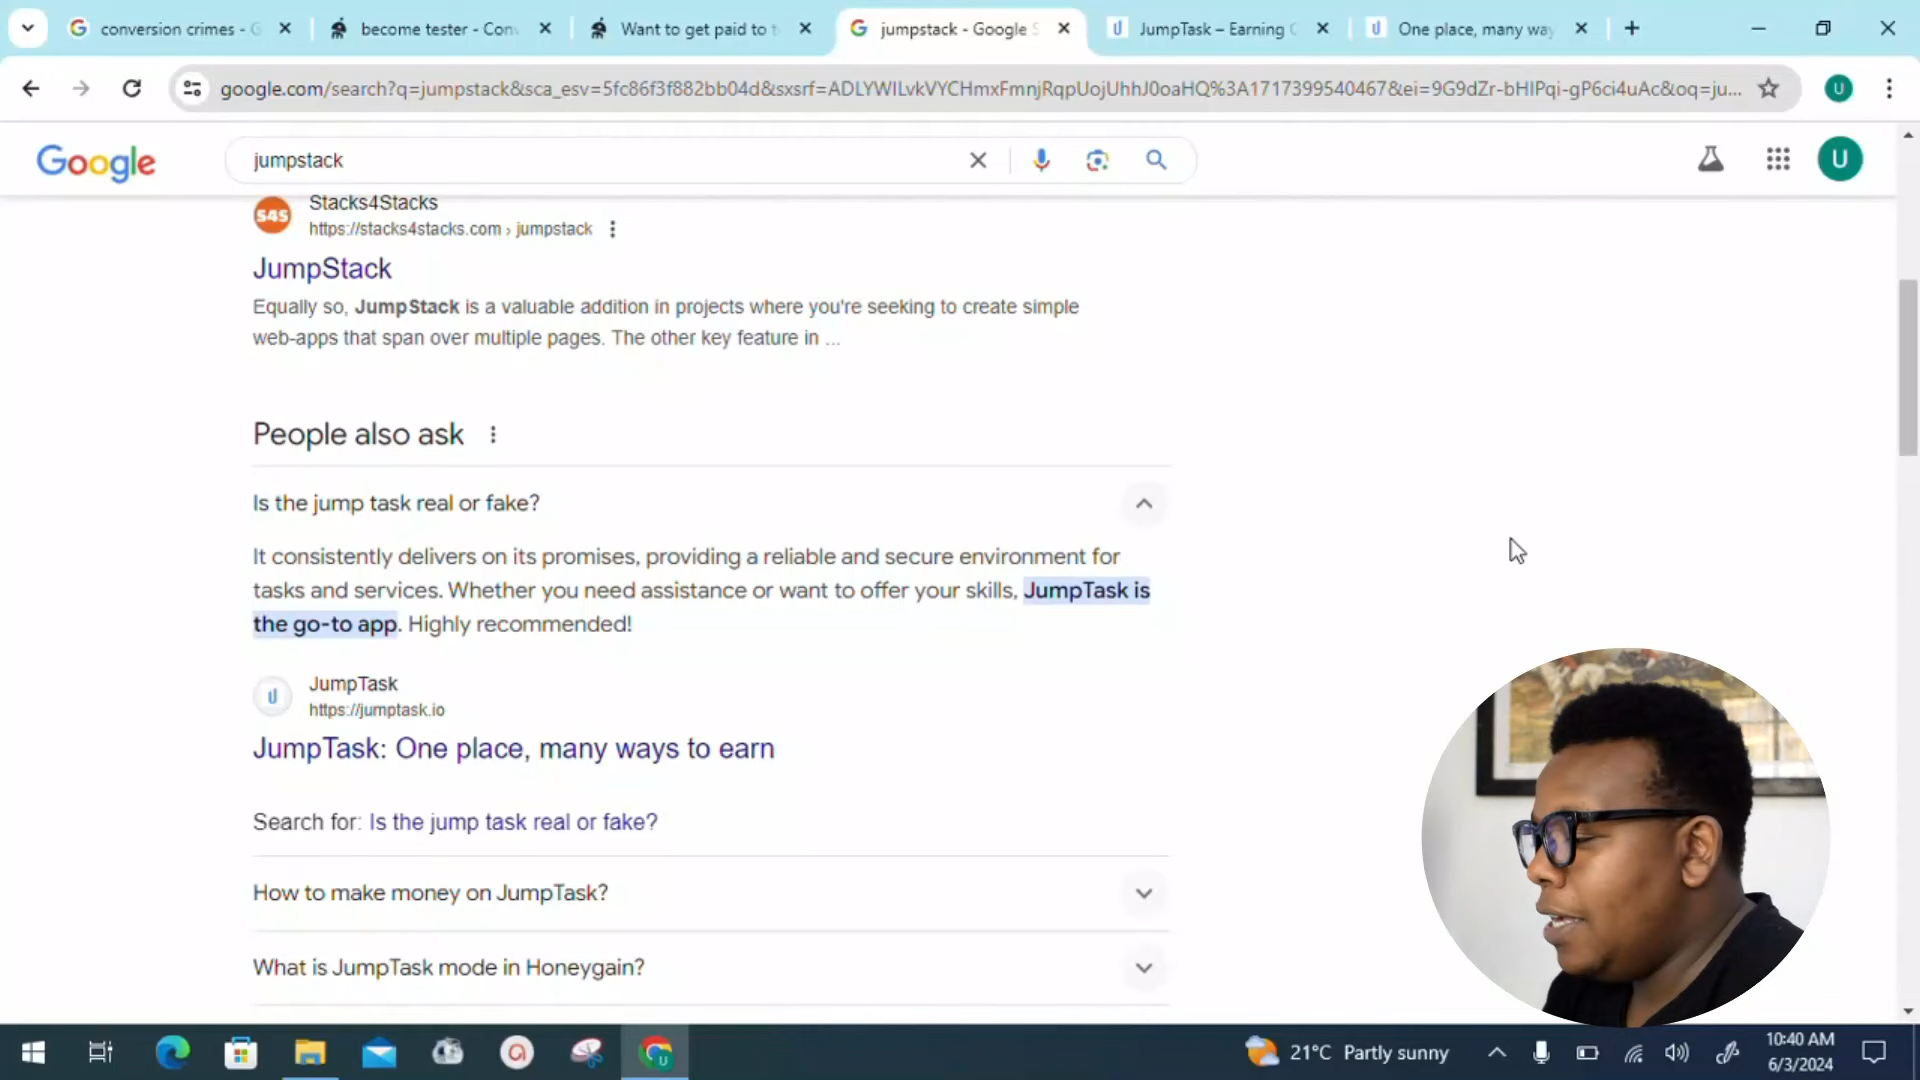 conversion crimes - G
become tester - Con
Want to get paid to t
jumpstack - Google S
JumpTask – Earning
One place, many way
google.com/search?q=jumpstack&sca_esv=5fc86f3f882bb04d&sxsrf=ADLYWILvkVYCHmxFmnjRqpUojUhhJ0oaHQ%3A1717399540467&ei=9G9dZr-bHIPqi-gP6ci4uAc&oq=ju...
U
Google
jumpstack
U
S4S
Stacks4Stacks
https://stacks4stacks.com › jumpstack
JumpStack
Equally so, JumpStack is a valuable addition in projects where you're seeking to create simple
web-apps that span over multiple pages. The other key feature in ...
People also ask
Is the jump task real or fake?
It consistently delivers on its promises, providing a reliable and secure environment for
tasks and services. Whether you need assistance or want to offer your skills, JumpTask is
the go-to app. Highly recommended!
JumpTask
https://jumptask.io
JumpTask: One place, many ways to earn
Search for: Is the jump task real or fake?
How to make money on JumpTask?
What is JumpTask mode in Honeygain?
21°C Partly sunny
10:40 AM
6/3/2024